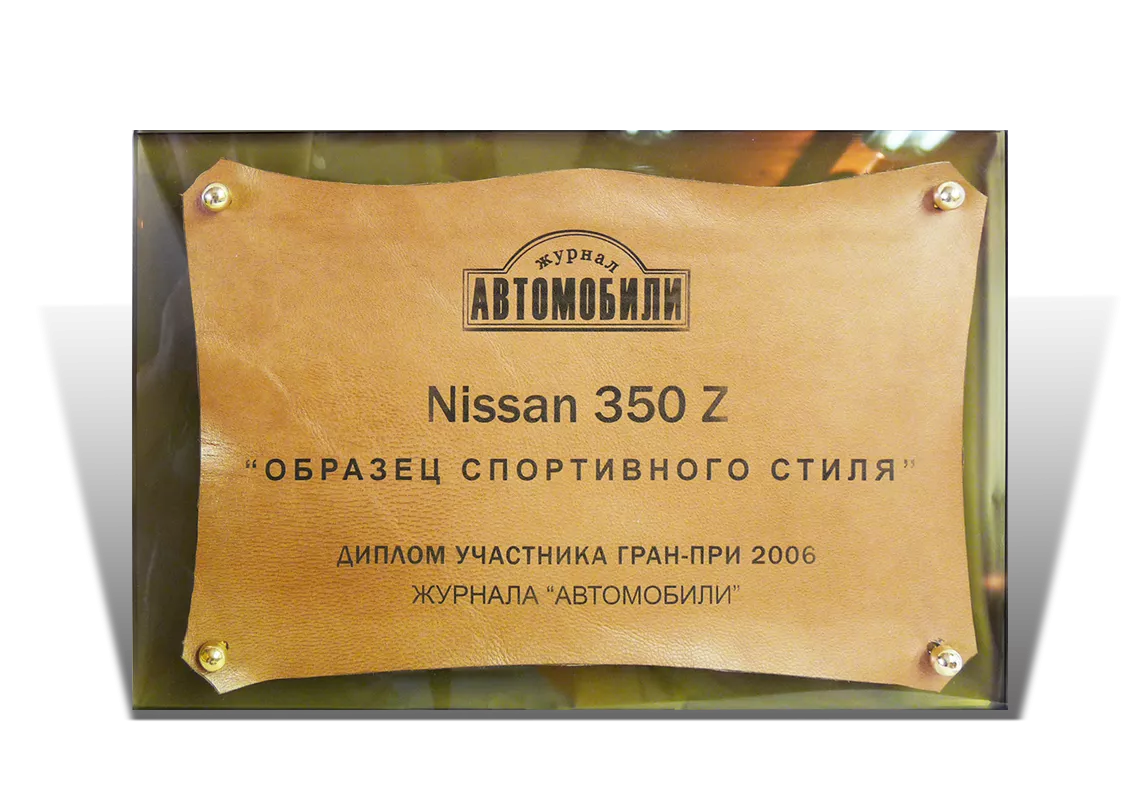 журнал
АВТОМОБИЛИ
Nissan 350 Z
“ОБРАЗЕЦ СПОРТИВНОГО СТИЛЯ”
ДИПЛОМ УЧАСТНИКА ГРАН-ПРИ 2006
ЖУРНАЛА “АВТОМОБИЛИ”